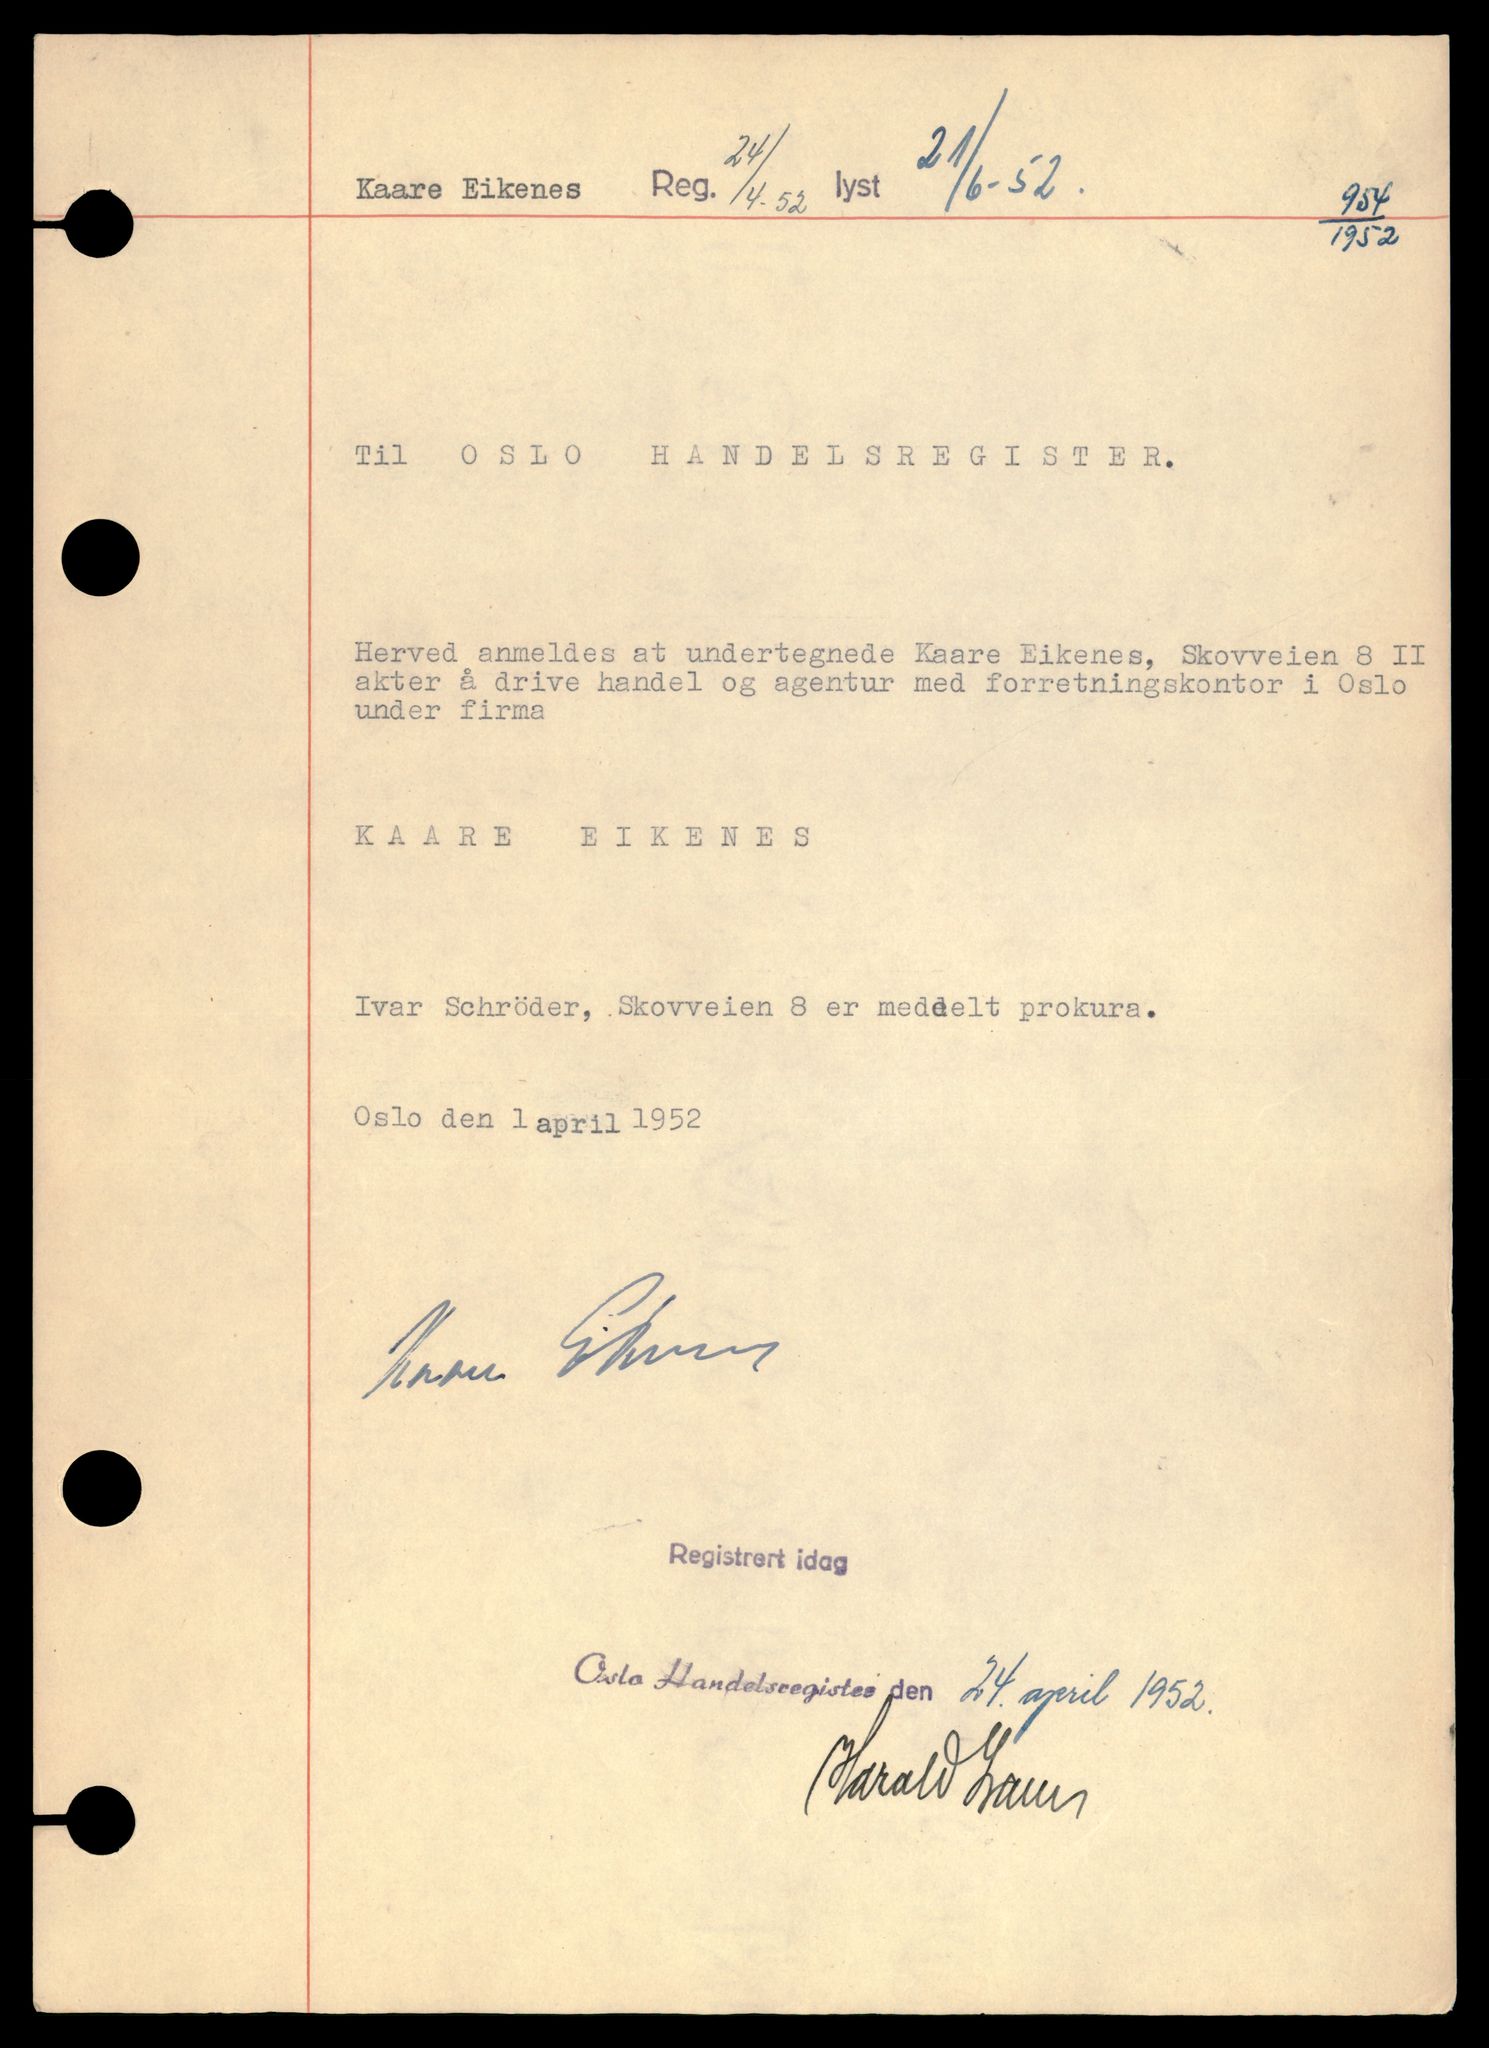 Kaare Eikenes Reg. 24/4-52 lyst 21/6-52.
954
1952
Til OSLO HANDELSREGISTER.
Herved anmeldes at undertegnede Kaare Eikenes, Skovveien 8 II
akter å drive handel og agentur med forretningskontor i Oslo
under firma
KAARE EIKENES
Ivar Schröder, Skovveien 8 er meddelt prokura.
Oslo den 1 april 1952
Kaare Eikenes
Registrert idag
Oslo Handelsregister den 24. april 1952.
Harald